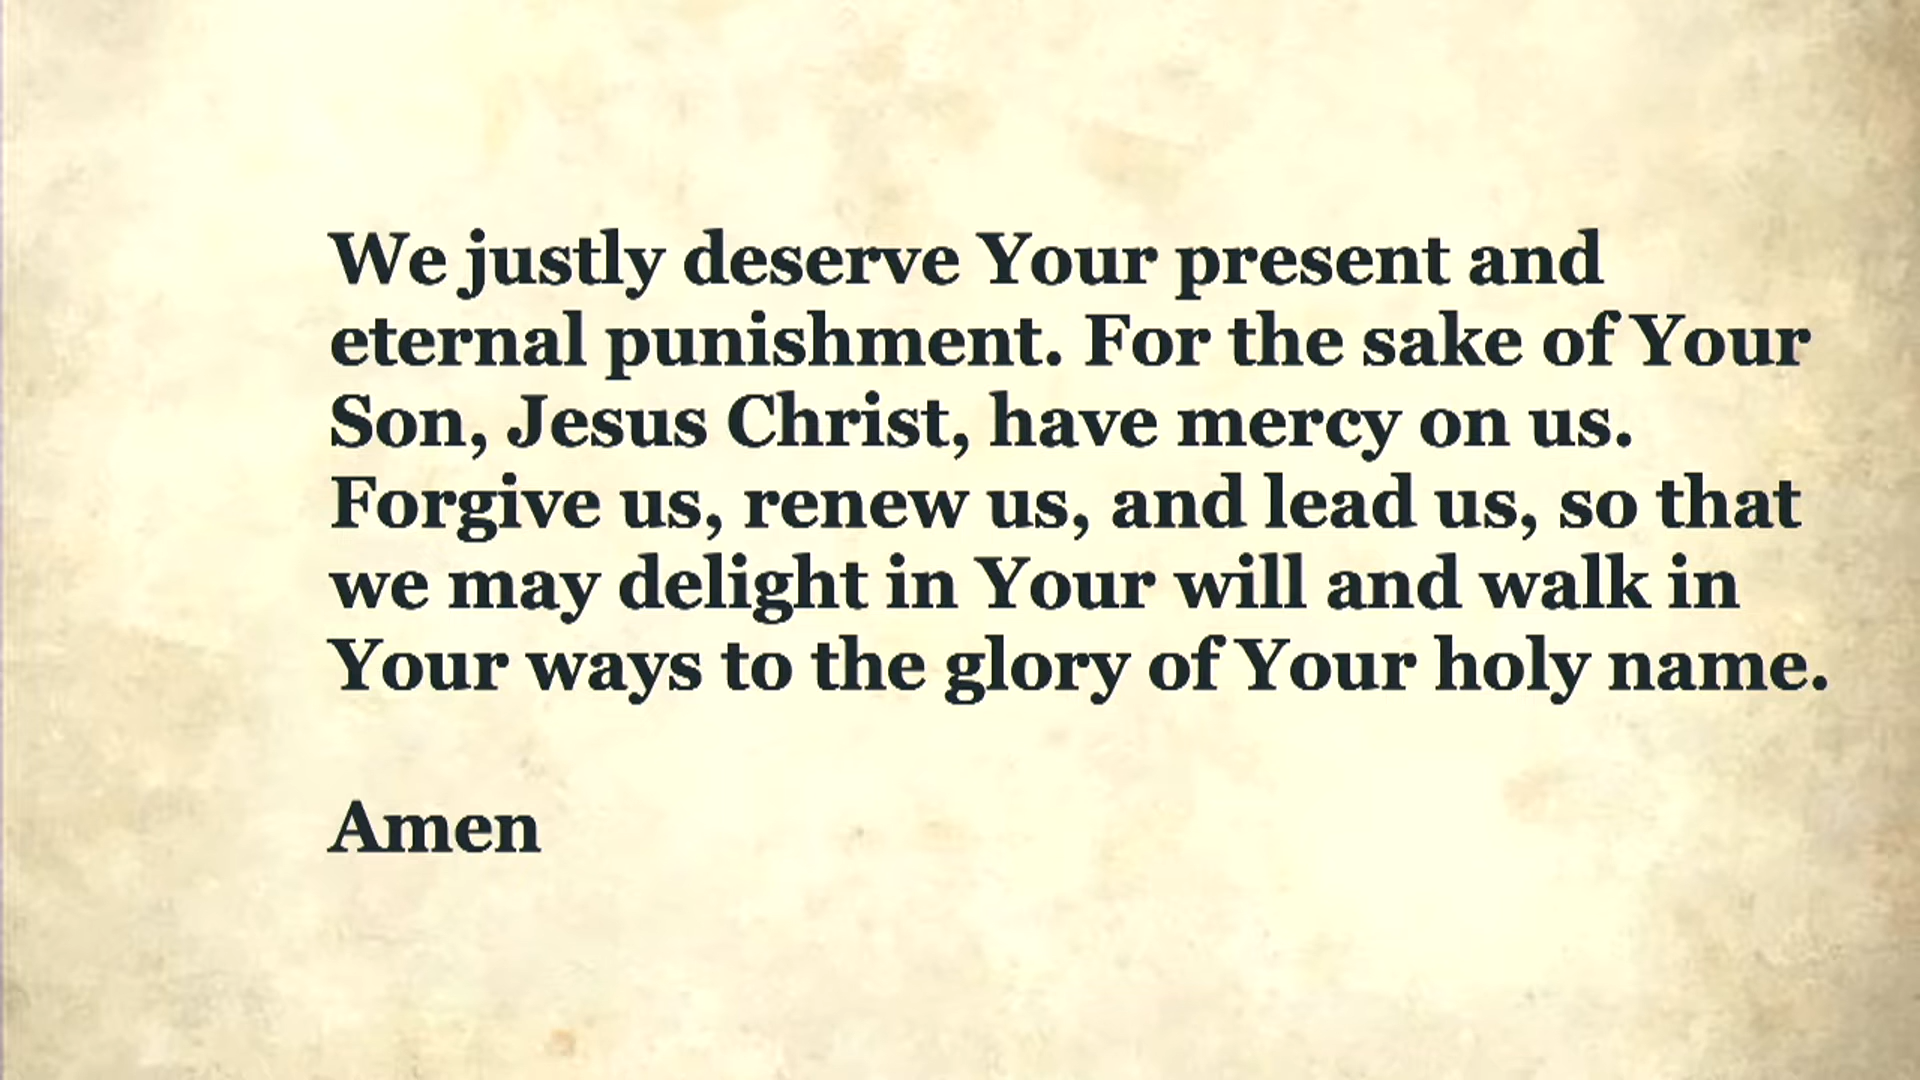 We justly deserve Your present and
eternal punishment. For the sake of Your
Son, Jesus Christ, have mercy on us.
Forgive us, renew us, and lead us, so that
we may delight in Your will and walk in
Your ways to the glory of Your holy name.
Amen